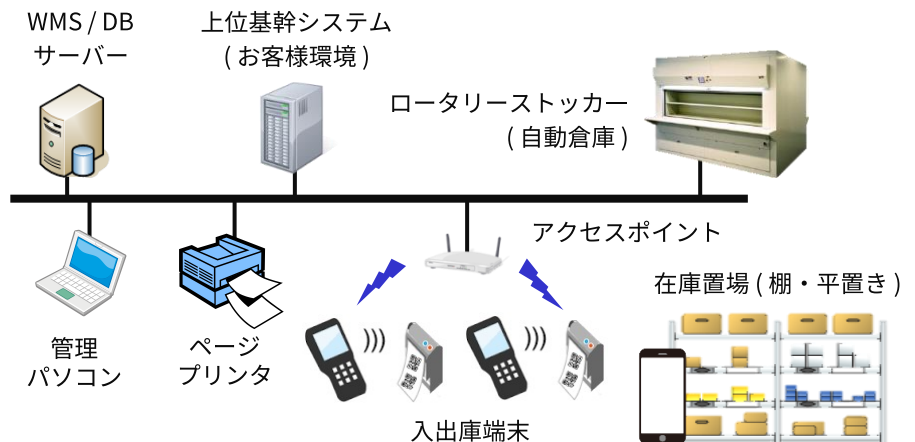 WMS / DB
サーバー
上位基幹システム
( お客様環境 )
ロータリーストッカー
( 自動倉庫 )
アクセスポイント
在庫置場 ( 棚・平置き )
管理
パソコン
ページ
プリンタ
入出庫端末